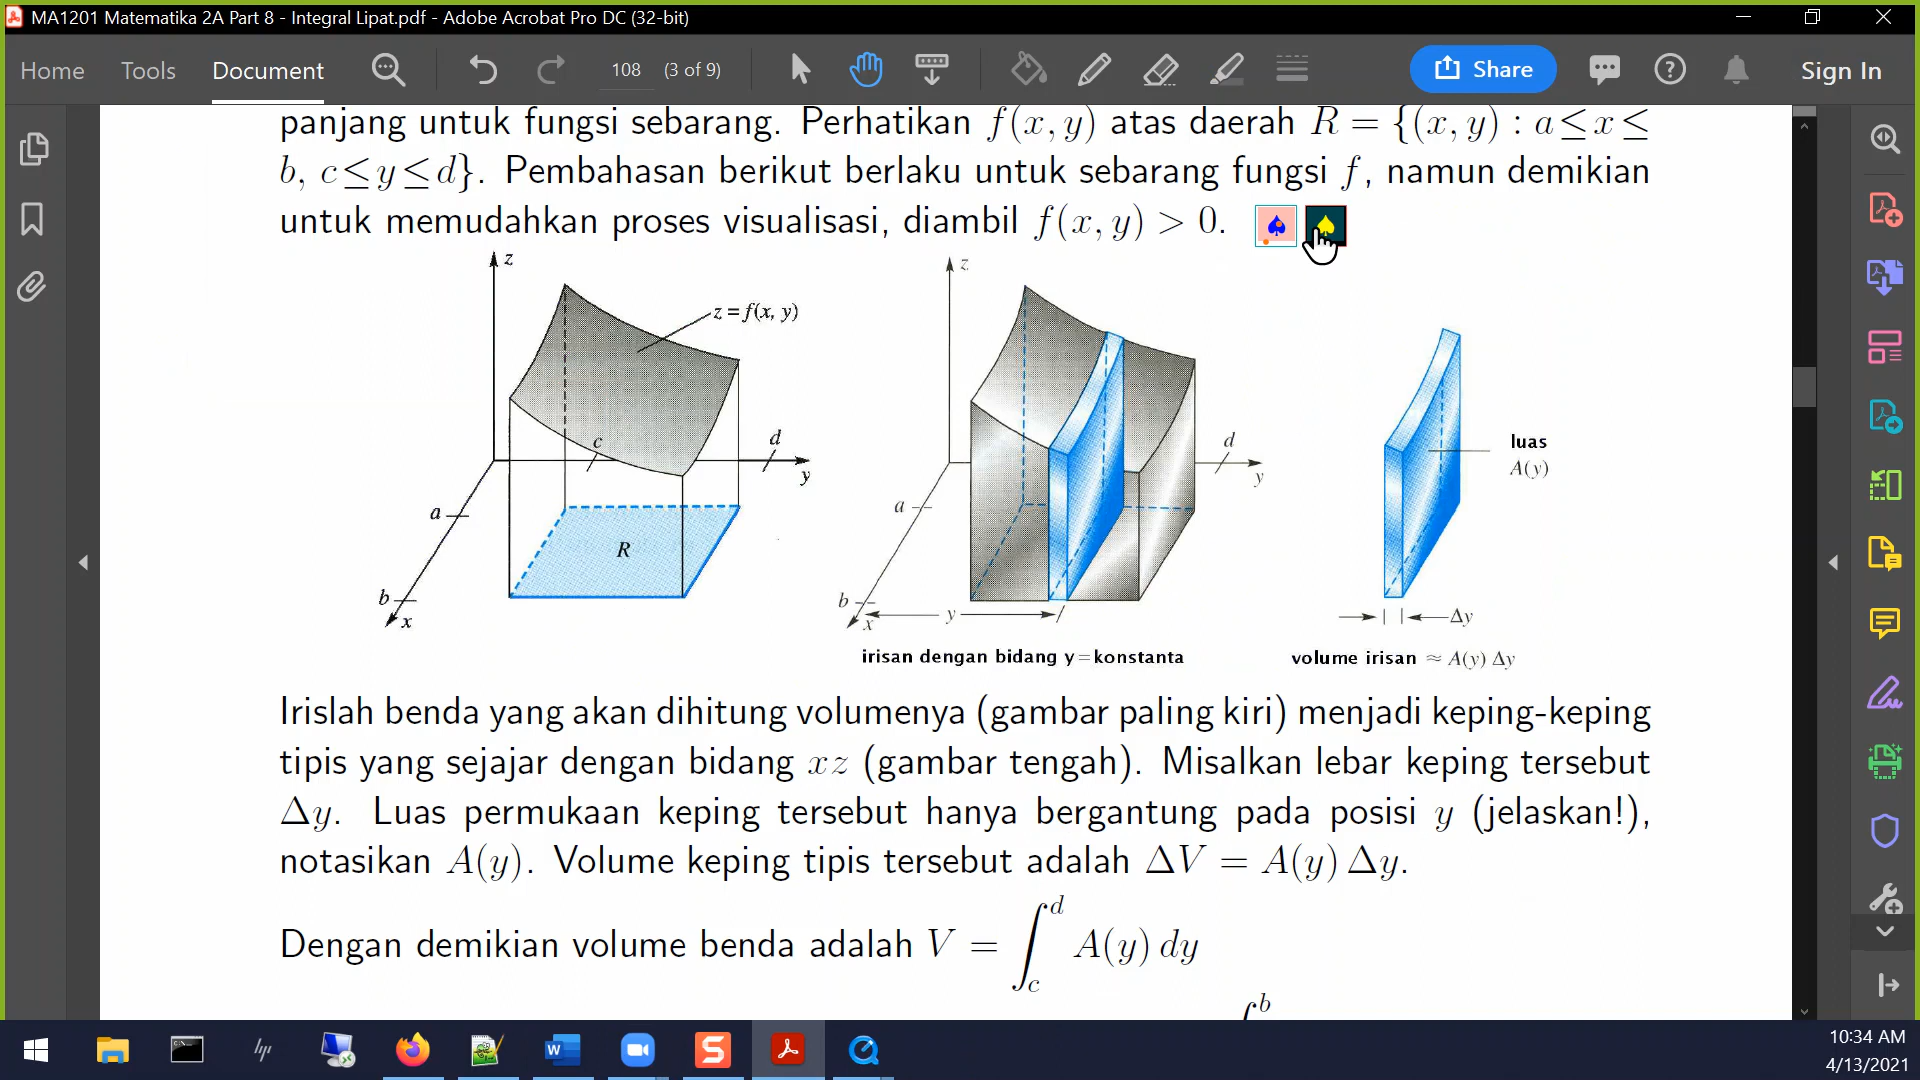 MA1201 Matematika 2A Part 8 - Integral Lipat.pdf - Adobe Acrobat Pro DC (32-bit)
Home Tools Document 108 (3 of 9) Share Sign In
panjang untuk fungsi sebarang. Perhatikan f(x, y) atas daerah R = {(x, y) : a≤x≤
b, c≤y≤d}. Pembahasan berikut berlaku untuk sebarang fungsi f, namun demikian
untuk memudahkan proses visualisasi, diambil f(x, y) > 0.
z
z = f(x, y)
c
d
y
a
R
b
x
z
d
y
a
b
x
y
irisan dengan bidang y=konstanta
luas
A(y)
Δy
volume irisan ≈ A(y) Δy
Irislah benda yang akan dihitung volumenya (gambar paling kiri) menjadi keping-keping
tipis yang sejajar dengan bidang xz (gambar tengah). Misalkan lebar keping tersebut
Δy. Luas permukaan keping tersebut hanya bergantung pada posisi y (jelaskan!),
notasikan A(y). Volume keping tipis tersebut adalah ΔV = A(y) Δy.
Dengan demikian volume benda adalah V = ∫_c^d A(y) dy
∫^b
10:34 AM
4/13/2021